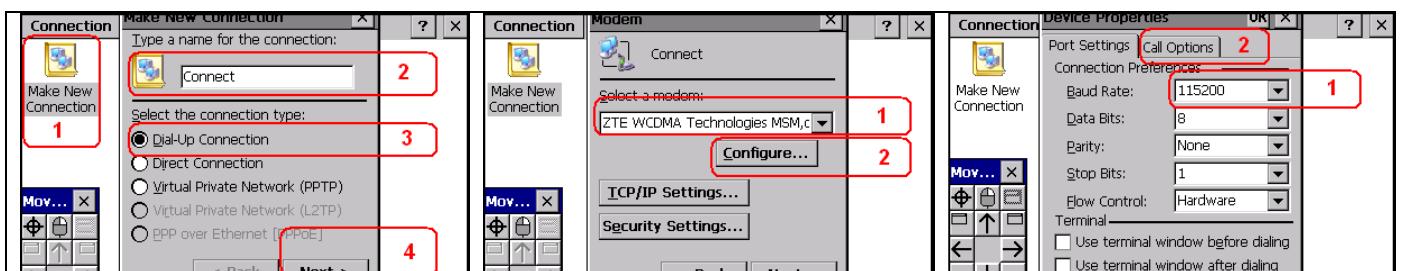 Connection
Make New Connection
?
Make New
Connection
1
Type a name for the connection:
Connect
2
Select the connection type:
Dial-Up Connection
3
Direct Connection
Virtual Private Network (PPTP)
Virtual Private Network (L2TP)
PPP over Ethernet [PPPoE]
Mov...
< Back
Next >
4
Connection
Modem
?
Make New
Connection
Connect
Select a modem:
ZTE WCDMA Technologies MSM,c
1
Configure...
2
TCP/IP Settings...
Security Settings...
Mov...
Connection
Device Properties
OK
?
Make New
Connection
Port Settings
Call Options
2
Connection Preferences
Baud Rate:
115200
1
Data Bits:
8
Parity:
None
Stop Bits:
1
Flow Control:
Hardware
Terminal
Use terminal window before dialing
Use terminal window after dialing
Mov...